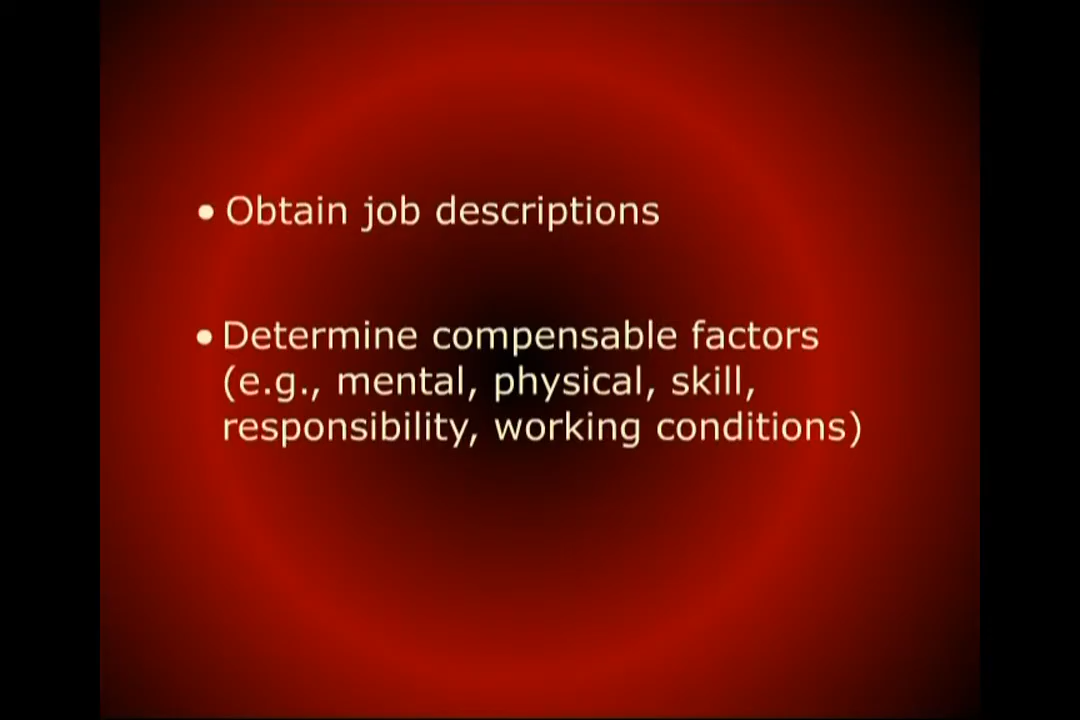 • Obtain job descriptions
• Determine compensable factors
(e.g., mental, physical, skill,
responsibility, working conditions)